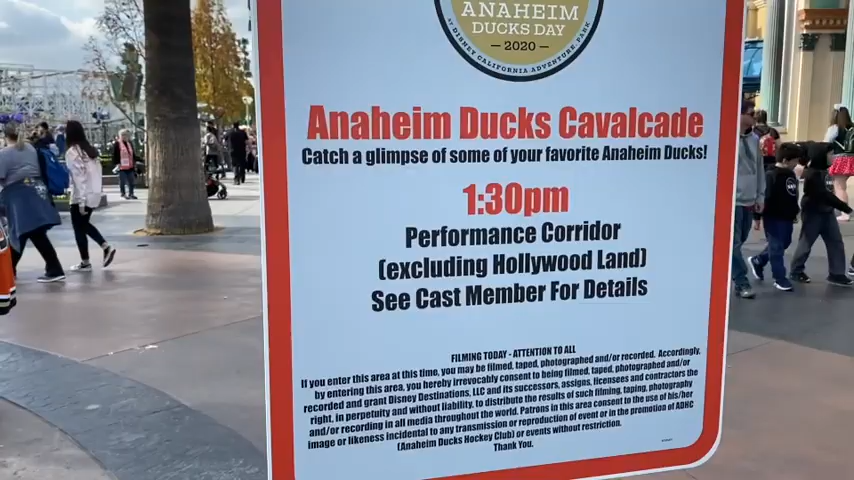 ANAHEIM
DUCKS DAY
2020
AT DISNEY CALIFORNIA ADVENTURE PARK
Anaheim Ducks Cavalcade
Catch a glimpse of some of your favorite Anaheim Ducks!
1:30pm
Performance Corridor
(excluding Hollywood Land)
See Cast Member For Details
FILMING TODAY - ATTENTION TO ALL
If you enter this area at this time, you may be filmed, taped, photographed and/or recorded. Accordingly,
by entering this area, you hereby irrevocably consent to being filmed, taped, photographed and/or
recorded and grant Disney Destinations, LLC and its successors, assigns, licensees and contractors the
right, in perpetuity and without liability, to distribute the results of such filming, taping, photography
and/or recording in all media throughout the world. Patrons in this area consent to the use of his/her
image or likeness incidental to any transmission or reproduction of event or in the promotion of ADHC
(Anaheim Ducks Hockey Club) or events without restriction.
Thank You.